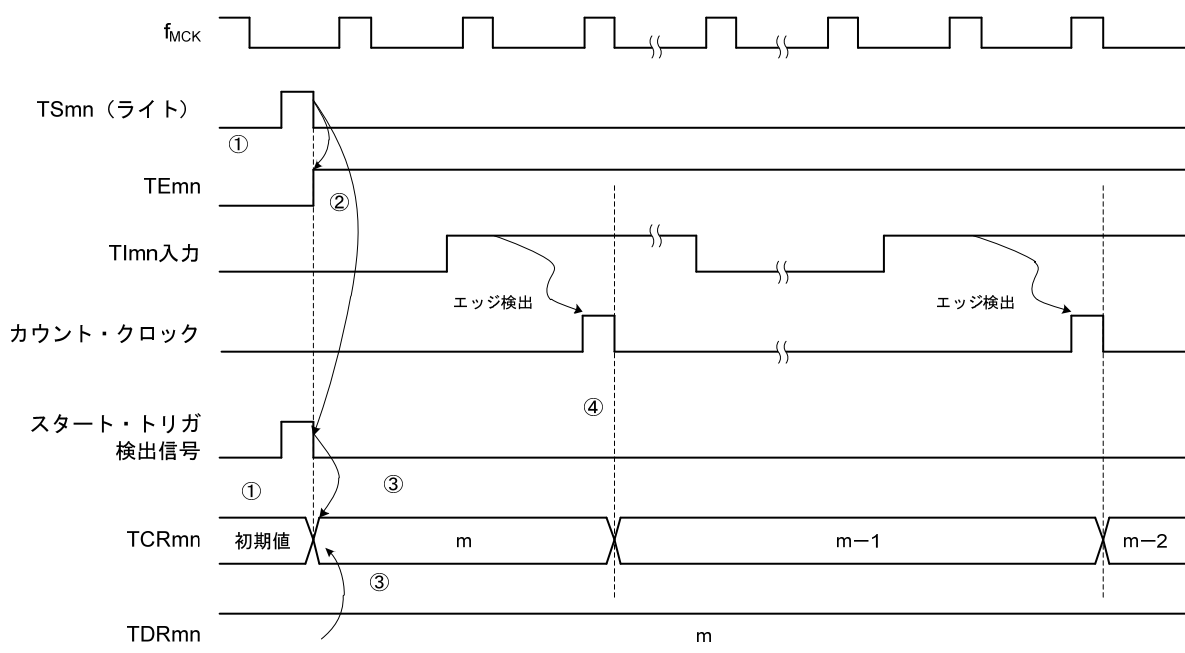 fMCK
TSmn（ライト）
①
TEmn
②
TImn入力
エッジ検出
エッジ検出
カウント・クロック
④
スタート・トリガ
検出信号
①
③
TCRmn
初期値
m
m－1
m－2
③
TDRmn
m